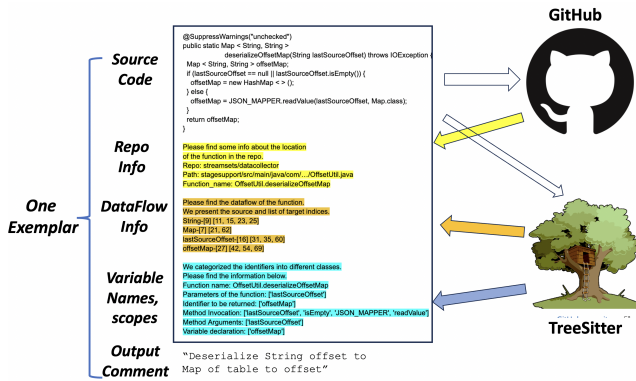 GitHub
Source
Code
@SuppressWarnings("unchecked")
public static Map < String, String >
deserializeOffsetMap(String lastSourceOffset) throws IOException {
Map < String, String > offsetMap;
if (lastSourceOffset == null || lastSourceOffset.isEmpty()) {
offsetMap = new HashMap < > ();
} else {
offsetMap = JSON_MAPPER.readValue(lastSourceOffset, Map.class);
}
return offsetMap;
}
Repo
Info
Please find some info about the location
of the function in the repo.
Repo: streamsets/datacollector
Path: stagesupport/src/main/java/com/.../OffsetUtil.java
Function_name: OffsetUtil.deserializeOffsetMap
One
Exemplar
DataFlow
Info
Please find the dataflow of the function.
We present the source and list of target indices.
String-[9] [11, 15, 23, 25]
Map-[7] [21, 62]
lastSourceOffset-[16] [31, 35, 60]
offsetMap-[27] [42, 54, 69]
Variable
Names,
scopes
We categorized the identifiers into different classes.
Please find the information below.
Function name: OffsetUtil.deserializeOffsetMap
Parameters of the function: ['lastSourceOffset']
Identifier to be returned: ['offsetMap']
Method Invocation: ['lastSourceOffset', 'isEmpty', 'JSON_MAPPER', 'readValue']
Method Arguments: ['lastSourceOffset']
Variable declaration: ['offsetMap']
TreeSitter
Output
Comment
"Deserialize String offset to
Map of table to offset"